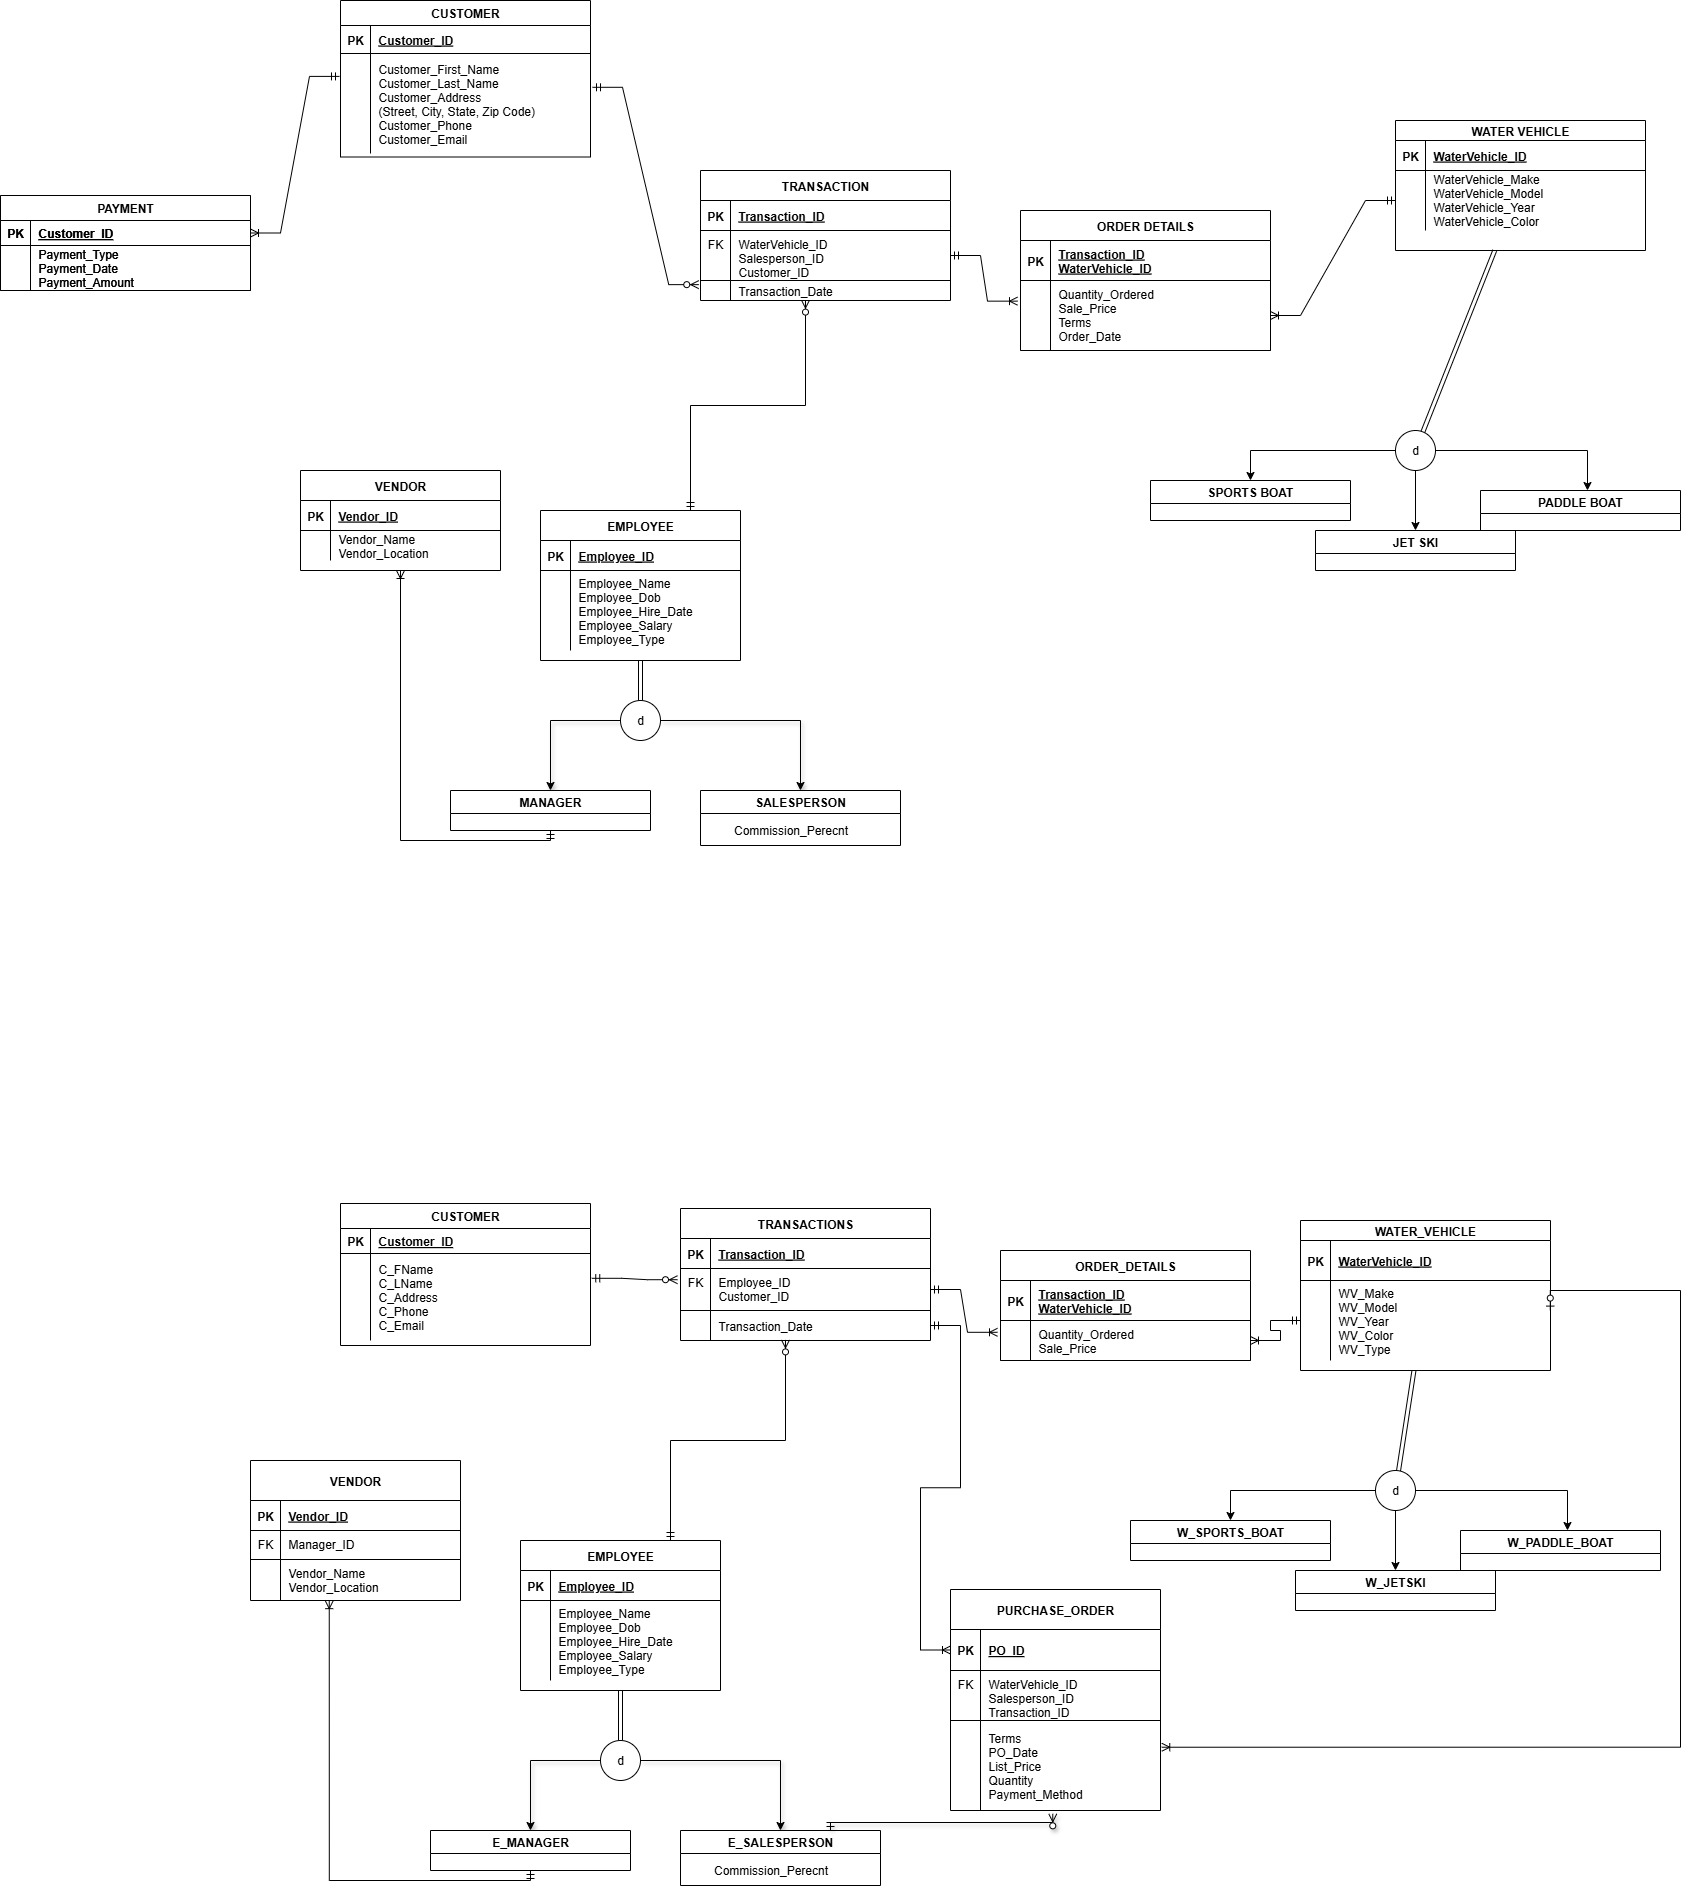 CUSTOMER
PK Customer_ID
Customer_First_Name
Customer_Last_Name
Customer_Address
(Street, City, State, Zip Code)
Customer_Phone
Customer_Email
PAYMENT
PK Customer_ID
Payment_Type
Payment_Date
Payment_Amount
TRANSACTION
PK Transaction_ID
FK WaterVehicle_ID
Salesperson_ID
Customer_ID
Transaction_Date
ORDER DETAILS
PK Transaction_ID
WaterVehicle_ID
Quantity_Ordered
Sale_Price
Terms
Order_Date
WATER VEHICLE
PK WaterVehicle_ID
WaterVehicle_Make
WaterVehicle_Model
WaterVehicle_Year
WaterVehicle_Color
d
SPORTS BOAT
PADDLE BOAT
JET SKI
VENDOR
PK Vendor_ID
Vendor_Name
Vendor_Location
EMPLOYEE
PK Employee_ID
Employee_Name
Employee_Dob
Employee_Hire_Date
Employee_Salary
Employee_Type
d
MANAGER
SALESPERSON
Commission_Perecnt
CUSTOMER
PK Customer_ID
C_FName
C_LName
C_Address
C_Phone
C_Email
TRANSACTIONS
PK Transaction_ID
FK Employee_ID
Customer_ID
Transaction_Date
ORDER_DETAILS
PK Transaction_ID
WaterVehicle_ID
Quantity_Ordered
Sale_Price
WATER_VEHICLE
PK WaterVehicle_ID
WV_Make
WV_Model
WV_Year
WV_Color
WV_Type
d
W_SPORTS_BOAT
W_PADDLE_BOAT
W_JETSKI
VENDOR
PK Vendor_ID
FK Manager_ID
Vendor_Name
Vendor_Location
EMPLOYEE
PK Employee_ID
Employee_Name
Employee_Dob
Employee_Hire_Date
Employee_Salary
Employee_Type
d
PURCHASE_ORDER
PK PO_ID
FK WaterVehicle_ID
Salesperson_ID
Transaction_ID
Terms
PO_Date
List_Price
Quantity
Payment_Method
E_MANAGER
E_SALESPERSON
Commission_Perecnt